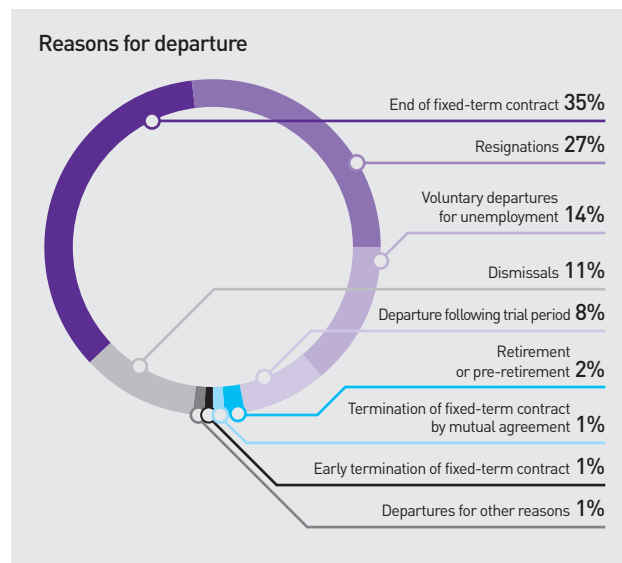 Reasons for departure
End of fixed-term contract 35%
Resignations 27%
Voluntary departures
for unemployment 14%
Dismissals 11%
Departure following trial period 8%
Retirement
or pre-retirement 2%
Termination of fixed-term contract
by mutual agreement 1%
Early termination of fixed-term contract 1%
Departures for other reasons 1%